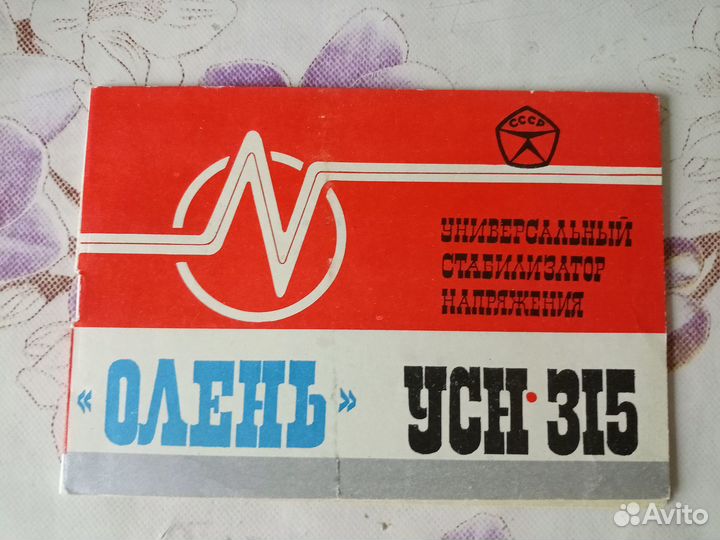 СССР
УНИВЕРСАЛЬНЫЙ
СТАБИЛИЗАТОР
НАПРЯЖЕНИЯ
«ОЛЕНЬ» УСН·315
Avito